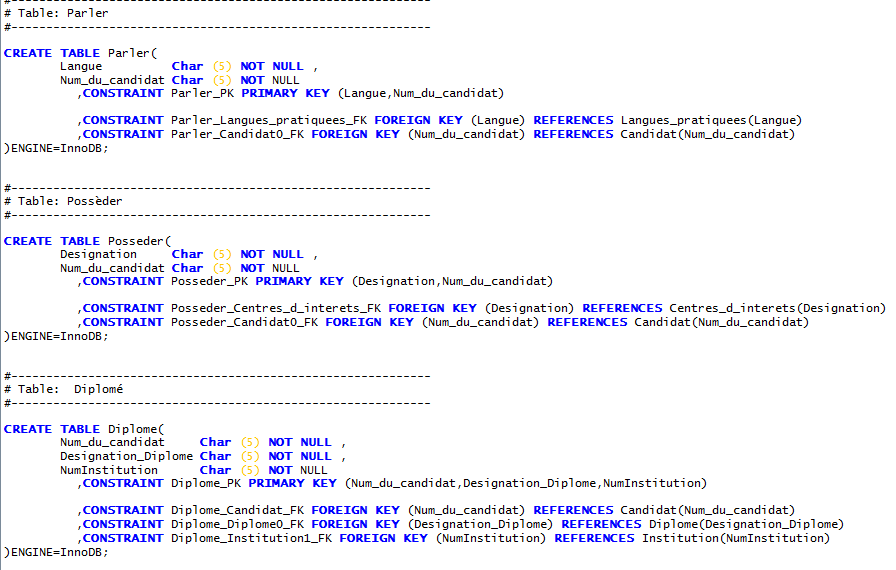 #------------------------------------------------------------
# Table: Parler
#------------------------------------------------------------
CREATE TABLE Parler(
        Langue          Char (5) NOT NULL ,
        Num_du_candidat Char (5) NOT NULL
          ,CONSTRAINT Parler_PK PRIMARY KEY (Langue,Num_du_candidat)
          ,CONSTRAINT Parler_Langues_pratiquees_FK FOREIGN KEY (Langue) REFERENCES Langues_pratiquees(Langue)
          ,CONSTRAINT Parler_Candidat0_FK FOREIGN KEY (Num_du_candidat) REFERENCES Candidat(Num_du_candidat)
)ENGINE=InnoDB;
#------------------------------------------------------------
# Table: Possèder
#------------------------------------------------------------
CREATE TABLE Posseder(
        Designation     Char (5) NOT NULL ,
        Num_du_candidat Char (5) NOT NULL
          ,CONSTRAINT Posseder_PK PRIMARY KEY (Designation,Num_du_candidat)
          ,CONSTRAINT Posseder_Centres_d_interets_FK FOREIGN KEY (Designation) REFERENCES Centres_d_interets(Designation)
          ,CONSTRAINT Posseder_Candidat0_FK FOREIGN KEY (Num_du_candidat) REFERENCES Candidat(Num_du_candidat)
)ENGINE=InnoDB;
#------------------------------------------------------------
# Table:  Diplomé
#------------------------------------------------------------
CREATE TABLE Diplome(
        Num_du_candidat     Char (5) NOT NULL ,
        Designation_Diplome Char (5) NOT NULL ,
        NumInstitution      Char (5) NOT NULL
          ,CONSTRAINT Diplome_PK PRIMARY KEY (Num_du_candidat,Designation_Diplome,NumInstitution)
          ,CONSTRAINT Diplome_Candidat_FK FOREIGN KEY (Num_du_candidat) REFERENCES Candidat(Num_du_candidat)
          ,CONSTRAINT Diplome_Diplome0_FK FOREIGN KEY (Designation_Diplome) REFERENCES Diplome(Designation_Diplome)
          ,CONSTRAINT Diplome_Institution1_FK FOREIGN KEY (NumInstitution) REFERENCES Institution(NumInstitution)
)ENGINE=InnoDB;